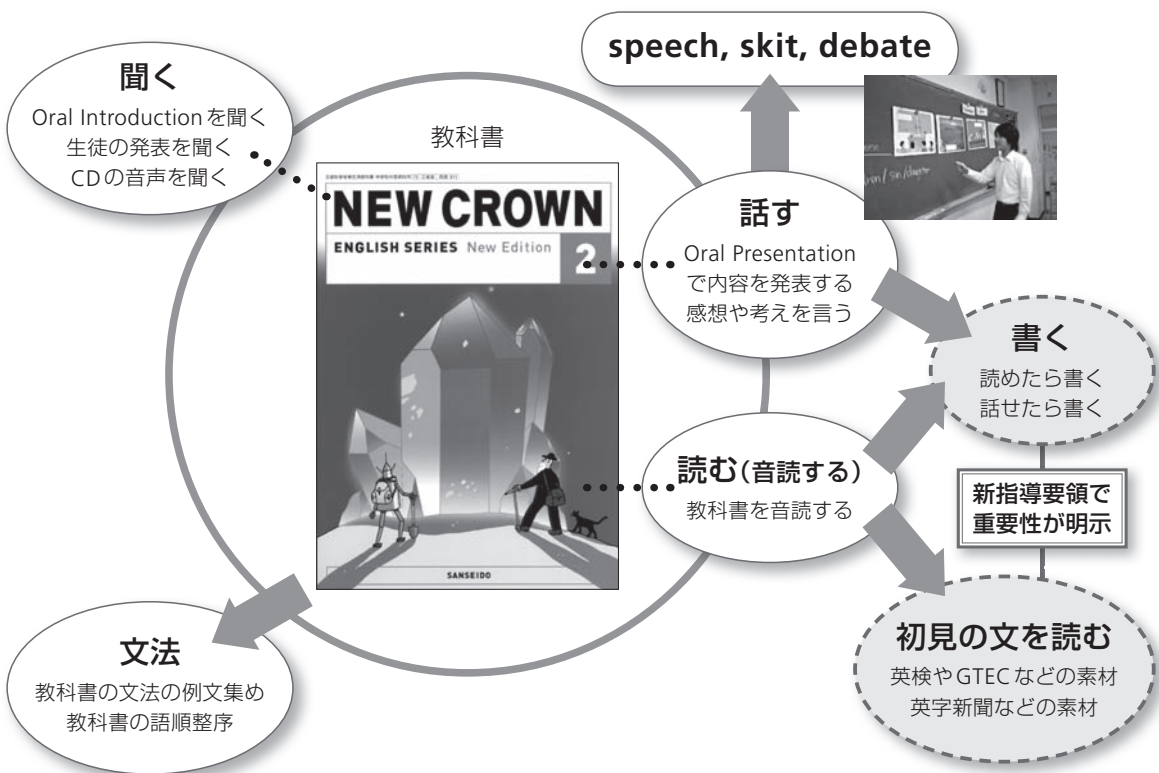 speech, skit, debate
聞く
Oral Introductionを聞く
生徒の発表を聞く
CDの音声を聞く
教科書
NEW CROWN
ENGLISH SERIES New Edition
2
SANSEIDO
話す
Oral Presentation
で内容を発表する
感想や考えを言う
書く
読めたら書く
話せたら書く
読む(音読する)
教科書を音読する
新指導要領で
重要性が明示
文法
教科書の文法の例文集め
教科書の語順整序
初見の文を読む
英検やGTECなどの素材
英字新聞などの素材